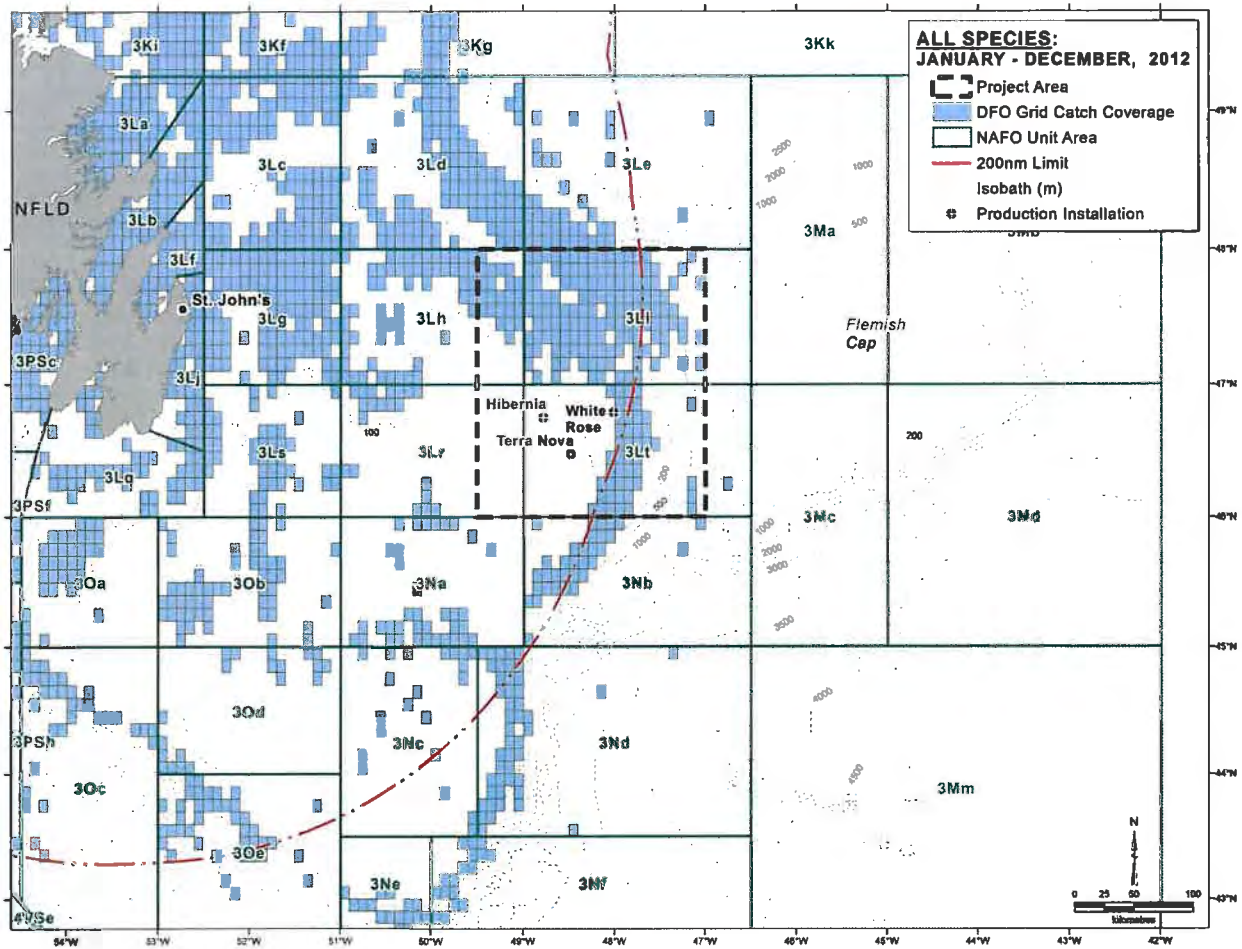 3Ki
3Kf
3Kg
3Kk
ALL SPECIES:
JANUARY - DECEMBER, 2012
Project Area
DFO Grid Catch Coverage
NAFO Unit Area
200nm Limit
Isobath (m)
Production Installation
3La
3Lc
3Ld
3Le
2500
2000
1000
1000
500
NFLD
3Lb
3Ma
3Mb
3Lf
St. John's
3Lg
3Lh
3Li
Flemish
Cap
3PSc
3Lj
Hibernia
White
Rose
Terra Nova
100
200
3Ls
3Lr
3Lt
200
500
3Lq
3PSf
3Mc
3Md
1000
1000
2000
3000
3Oa
3Ob
3Na
3Nb
3500
3Od
4000
3PSh
3Nc
3Nd
4500
3Oc
3Mm
3Oe
3Ne
3Nf
4VSe
N
0 25 50 100
kilometres
49°N
48°N
47°N
46°N
45°N
44°N
43°N
54°W 53°W 52°W 51°W 50°W 49°W 48°W 47°W 46°W 45°W 44°W 43°W 42°W